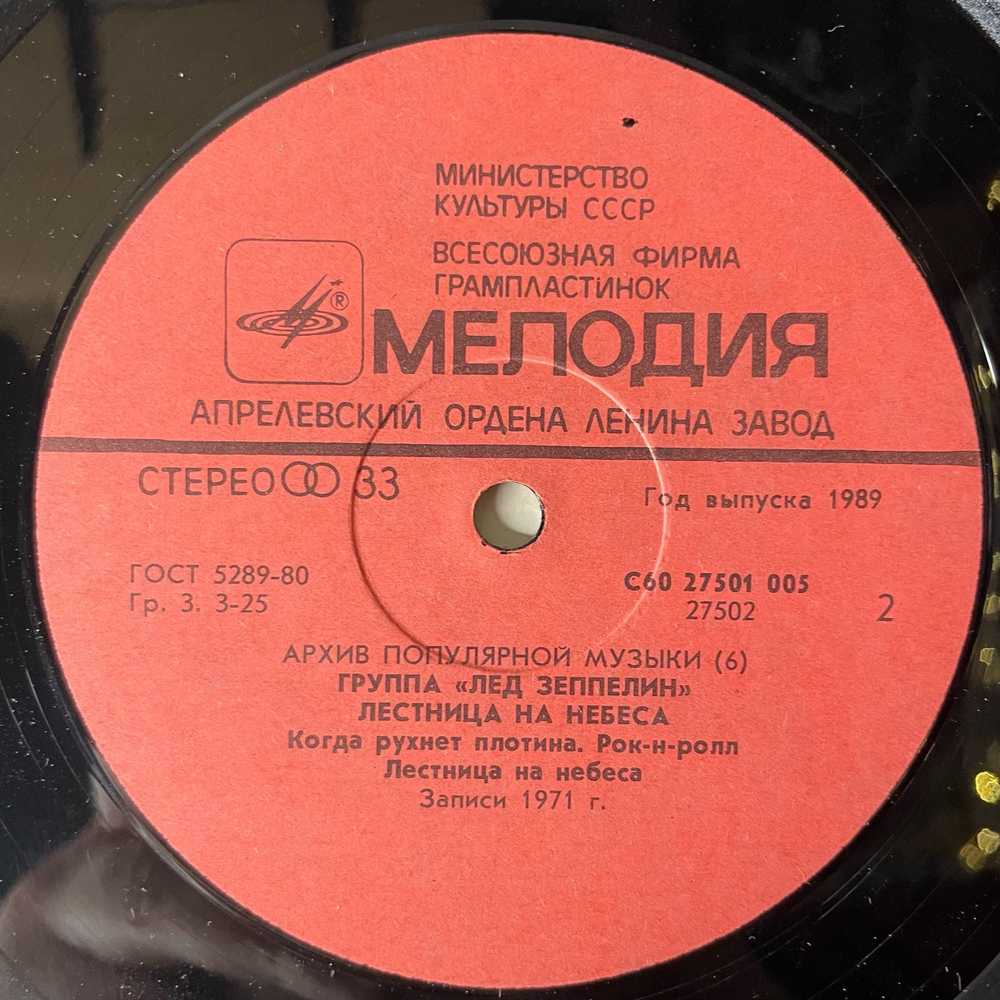 МИНИСТЕРСТВО
КУЛЬТУРЫ СССР
ВСЕСОЮЗНАЯ ФИРМА
ГРАМПЛАСТИНОК
®
МЕЛОДИЯ
АПРЕЛЕВСКИЙ ОРДЕНА ЛЕНИНА ЗАВОД
СТЕРЕО 33
Год выпуска 1989
ГОСТ 5289-80
Гр. 3. 3-25
С60 27501 005
27502
2
АРХИВ ПОПУЛЯРНОЙ МУЗЫКИ (6)
ГРУППА «ЛЕД ЗЕППЕЛИН»
ЛЕСТНИЦА НА НЕБЕСА
Когда рухнет плотина. Рок-н-ролл
Лестница на небеса
Записи 1971 г.